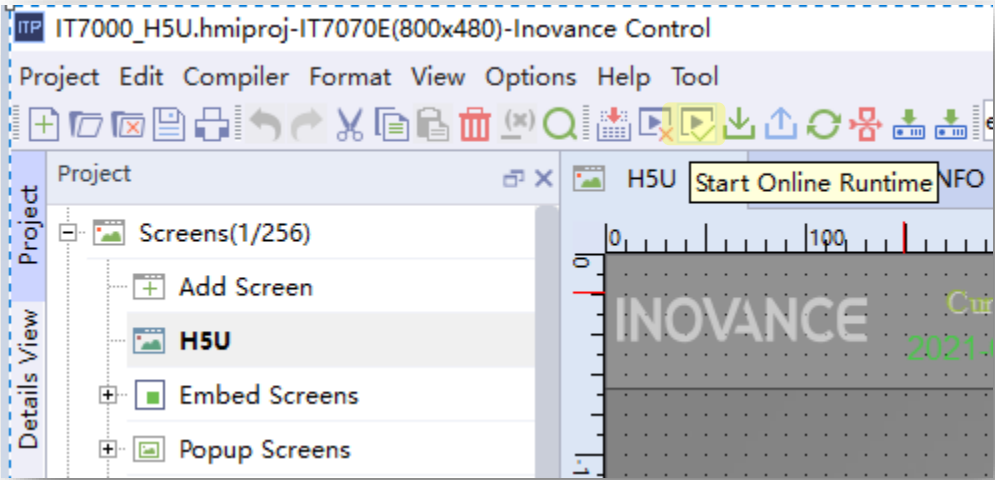 ITP IT7000_H5U.hmiproj-IT7070E(800x480)-Inovance Control
Project Edit Compiler Format View Options Help Tool
Project
Details View
Project
Screens(1/256)
Add Screen
H5U
Embed Screens
Popup Screens
H5U
Start Online Runtime
NFO
0 100
0
INOVANCE
Cur
2021-